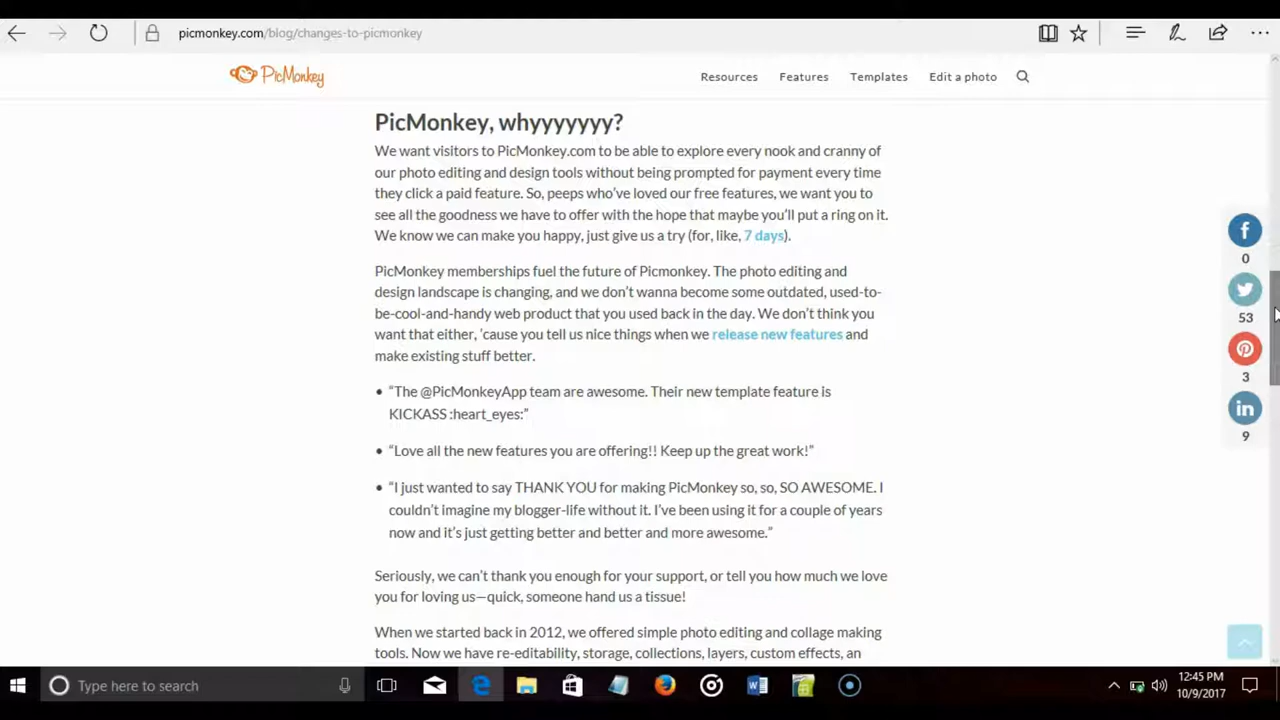 picmonkey.com/blog/changes-to-picmonkey
PicMonkey
Resources
Features
Templates
Edit a photo
PicMonkey, whyyyyyyy?
We want visitors to PicMonkey.com to be able to explore every nook and cranny of
our photo editing and design tools without being prompted for payment every time
they click a paid feature. So, peeps who've loved our free features, we want you to
see all the goodness we have to offer with the hope that maybe you'll put a ring on it.
We know we can make you happy, just give us a try (for, like, 7 days).
PicMonkey memberships fuel the future of Picmonkey. The photo editing and
design landscape is changing, and we don't wanna become some outdated, used-to-
be-cool-and-handy web product that you used back in the day. We don't think you
want that either, 'cause you tell us nice things when we release new features and
make existing stuff better.
• "The @PicMonkeyApp team are awesome. Their new template feature is
KICKASS :heart_eyes:"
• "Love all the new features you are offering!! Keep up the great work!"
• "I just wanted to say THANK YOU for making PicMonkey so, so, SO AWESOME. I
couldn't imagine my blogger-life without it. I've been using it for a couple of years
now and it's just getting better and better and more awesome."
Seriously, we can't thank you enough for your support, or tell you how much we love
you for loving us—quick, someone hand us a tissue!
When we started back in 2012, we offered simple photo editing and collage making
tools. Now we have re-editability, storage, collections, layers, custom effects, an
0
53
3
9
Type here to search
12:45 PM
10/9/2017